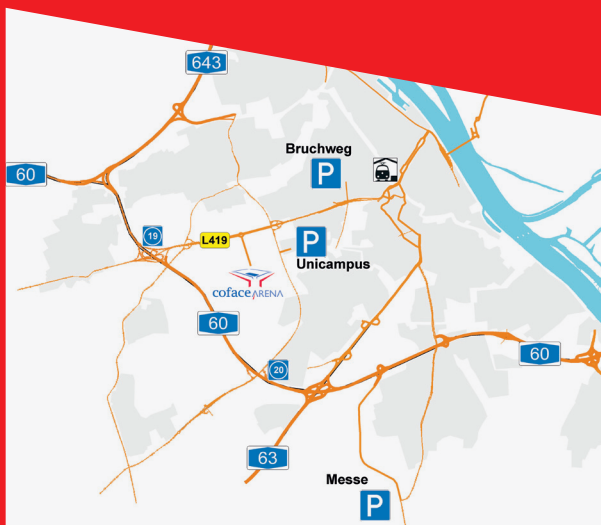 643
Bruchweg
P
60
19
L419
P
Unicampus
coface ARENA
60
60
20
63
Messe
P